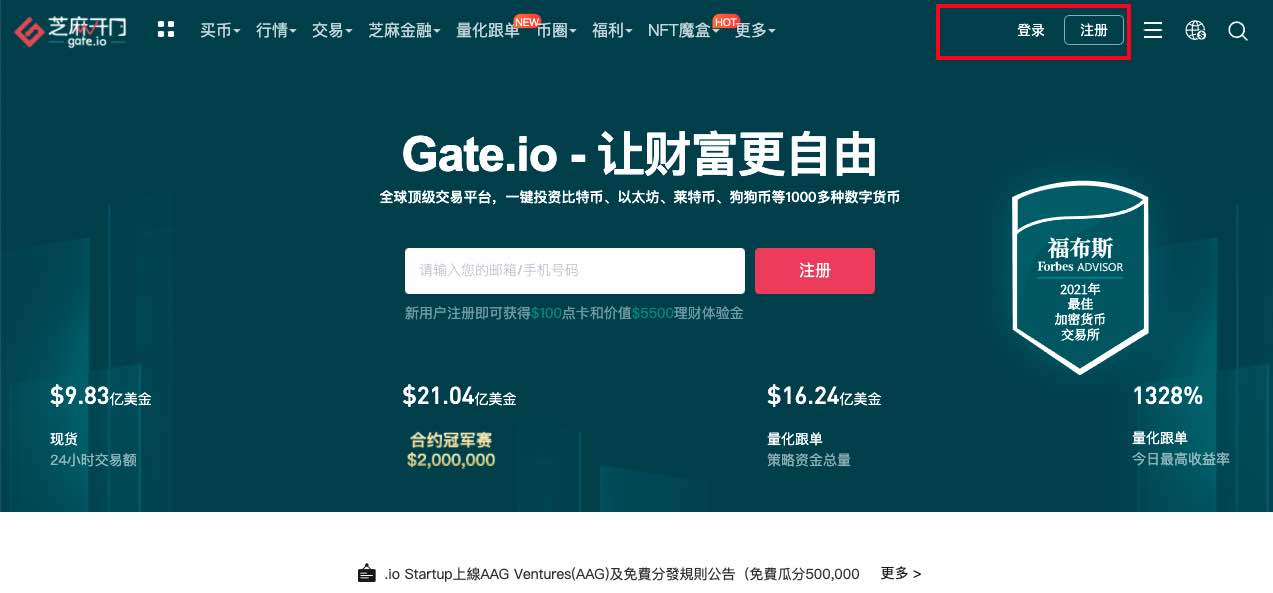 芝麻开门
gate.io
买币 行情 交易 芝麻金融 量化跟单 NEW 币圈 福利 NFT魔盒 HOT 更多
登录 注册
Gate.io - 让财富更自由
全球顶级交易平台，一键投资比特币、以太坊、莱特币、狗狗币等1000多种数字货币
请输入您的邮箱/手机号码 注册
新用户注册即可获得$100点卡和价值$5500理财体验金
福布斯
Forbes ADVISOR
2021年
最佳
加密货币
交易所
$9.83亿美金 $21.04亿美金 $16.24亿美金 1328%
现货 合约冠军赛 量化跟单 量化跟单
24小时交易额 $2,000,000 策略资金总量 今日最高收益率
.io Startup上線AAG Ventures(AAG)及免費分發規則公告（免費瓜分500,000 更多 >